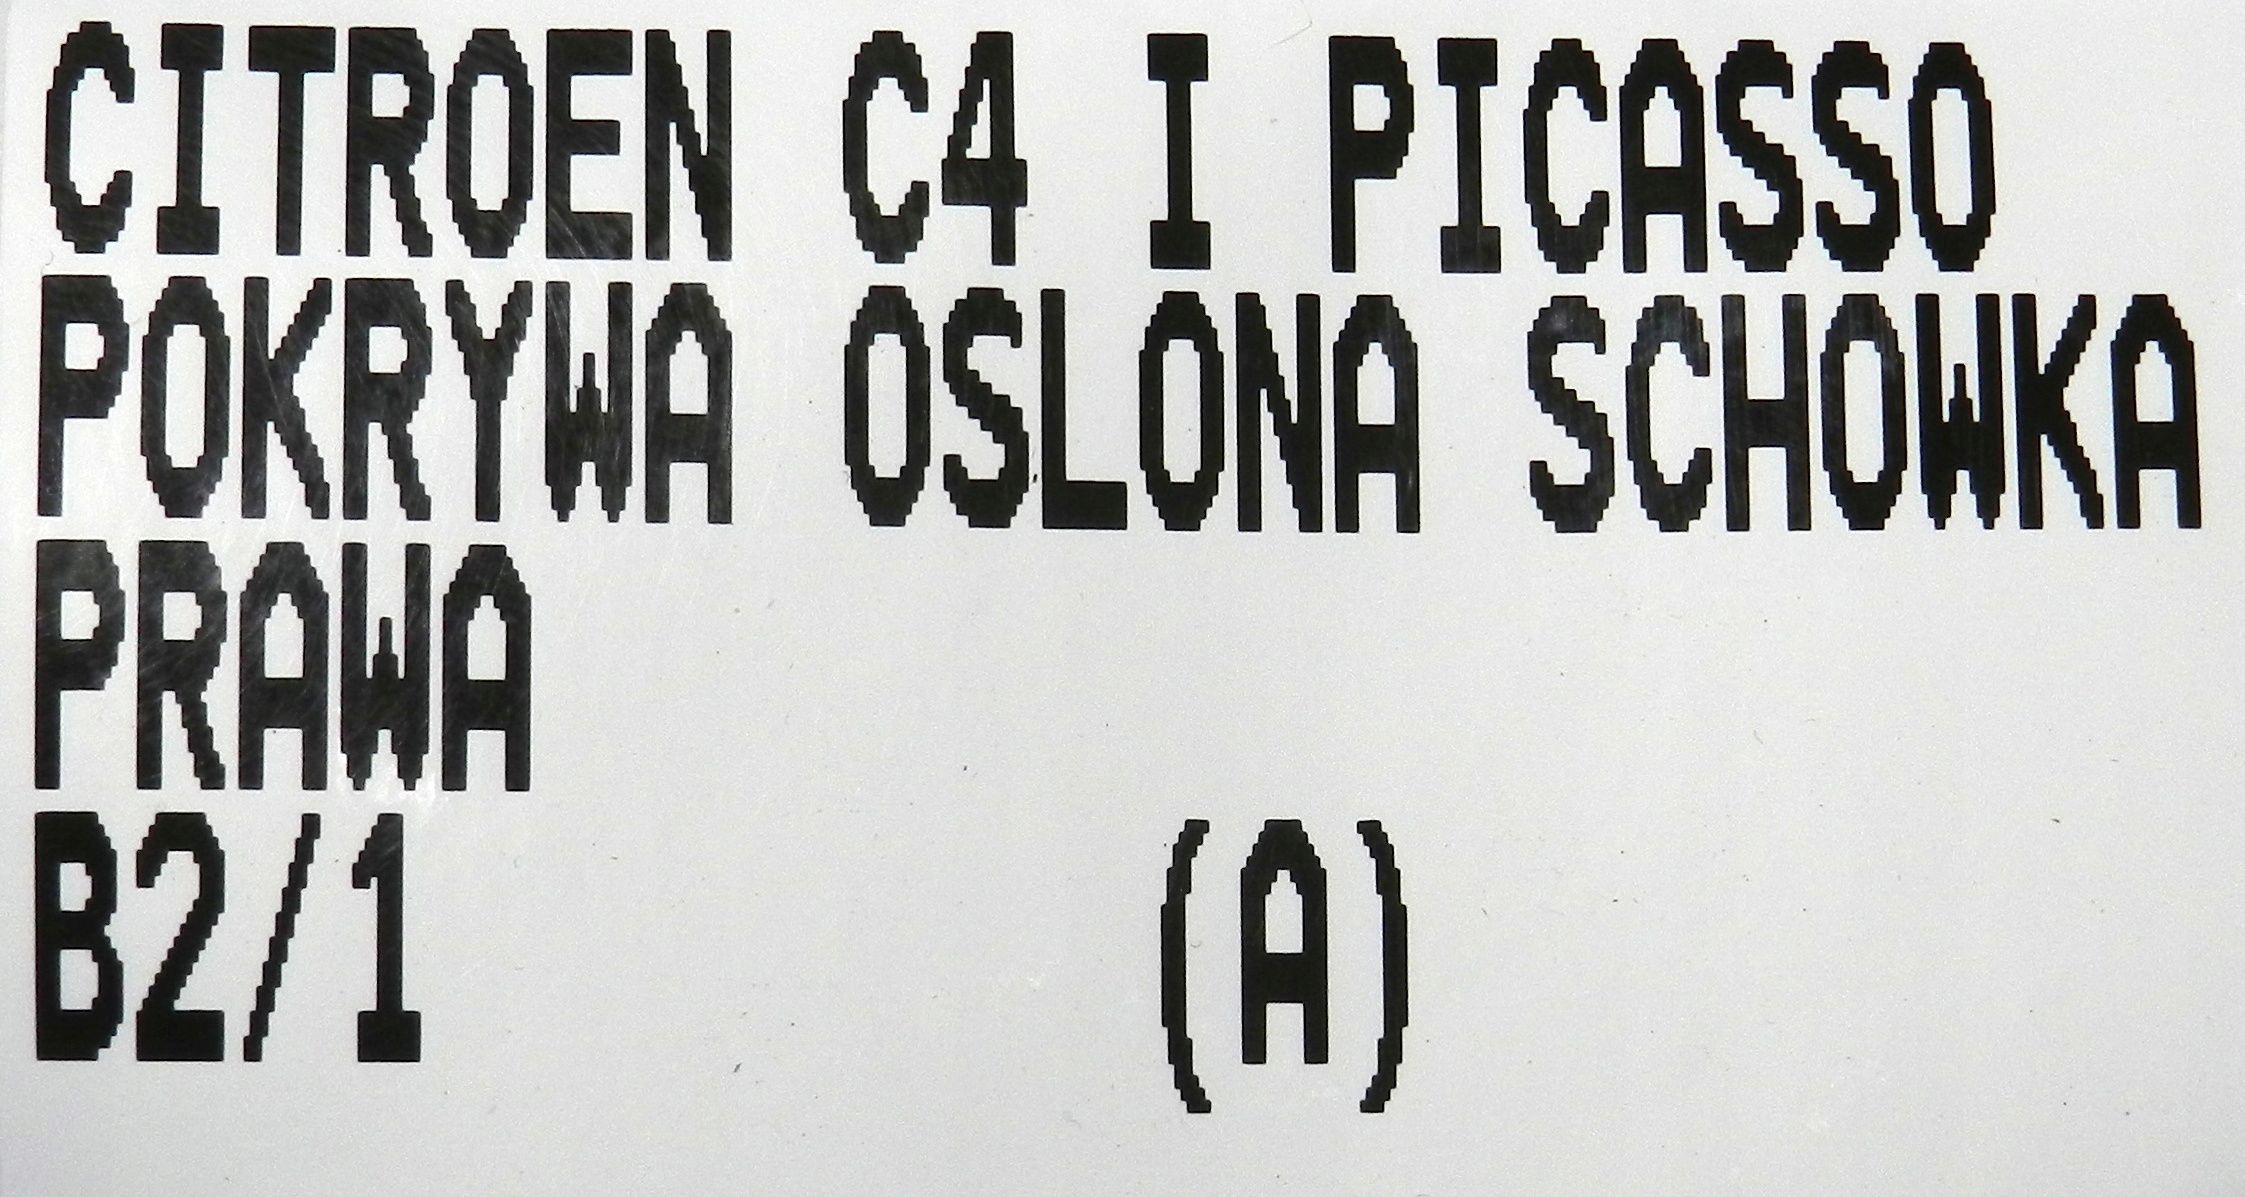 CITROEN C4 I PICASSO
POKRYWA OSLONA SCHOWKA
PRAWA
B2/1 (A)